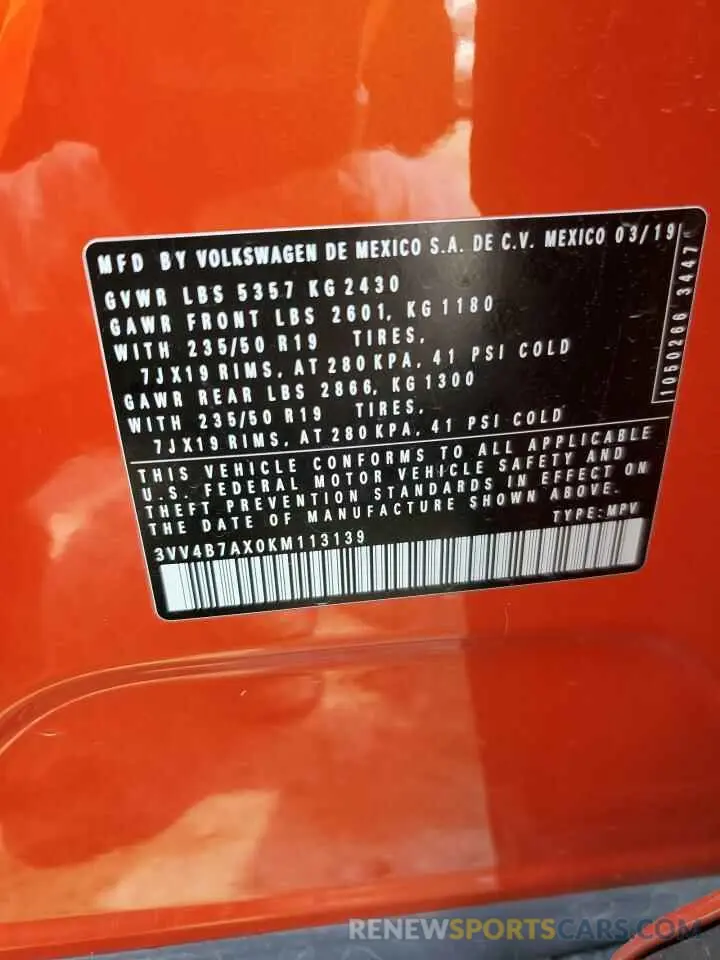 MFD BY VOLKSWAGEN DE MEXICO S.A. DE C.V. MEXICO 03/19
GVWR LBS 5357 KG 2430
GAWR FRONT LBS 2601, KG 1180
WITH 235/50 R19 TIRES,
7JX19 RIMS, AT 280 KPA, 41 PSI COLD
GAWR REAR LBS 2866, KG 1300
WITH 235/50 R19 TIRES,
7JX19 RIMS, AT 280 KPA, 41 PSI COLD
1050266 3447
THIS VEHICLE CONFORMS TO ALL APPLICABLE
U.S. FEDERAL MOTOR VEHICLE SAFETY AND
THEFT PREVENTION STANDARDS IN EFFECT ON
THE DATE OF MANUFACTURE SHOWN ABOVE.
TYPE: MPV
3VV4B7AX0KM113139
RENEWSPORTSCARS.COM